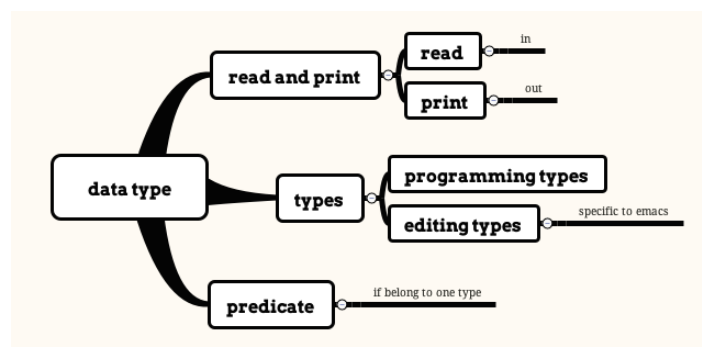 data type
read and print
read
in
print
out
types
programming types
editing types
specific to emacs
predicate
if belong to one type